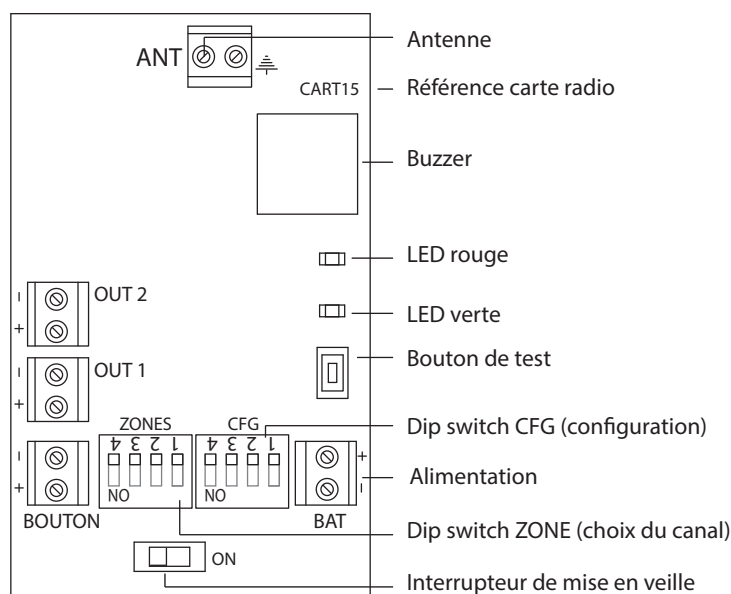 ANT
CART15
Antenne
Référence carte radio
Buzzer
LED rouge
LED verte
Bouton de test
Dip switch CFG (configuration)
Alimentation
Dip switch ZONE (choix du canal)
Interrupteur de mise en veille
- OUT 2
+
- OUT 1
+
ZONES CFG
4 3 2 1 4 3 2 1
- +
+ NO NO -
BOUTON BAT
ON